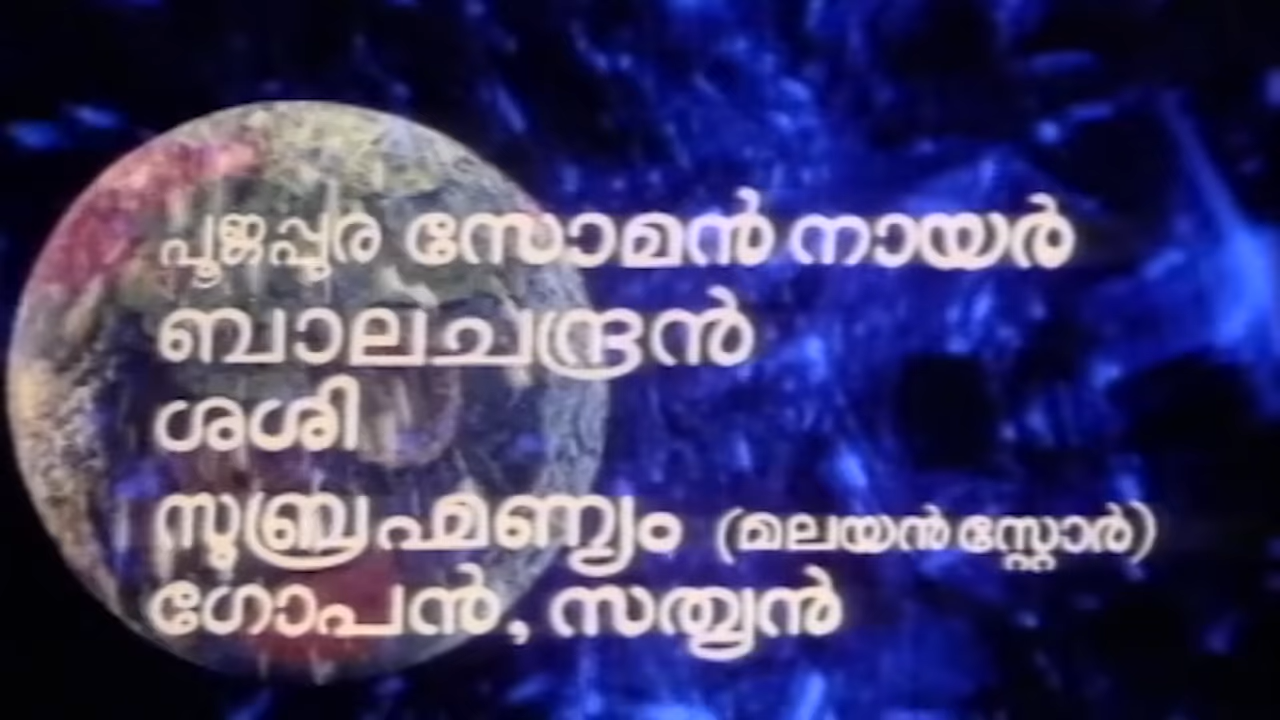 പൂജപ്പുര സോമൻ നായർ
ബാലചന്ദ്രൻ
ശശി
സുബ്രഹ്മണ്യം (മലയൻ സ്റ്റോർ)
ഗോപൻ, സത്യൻ